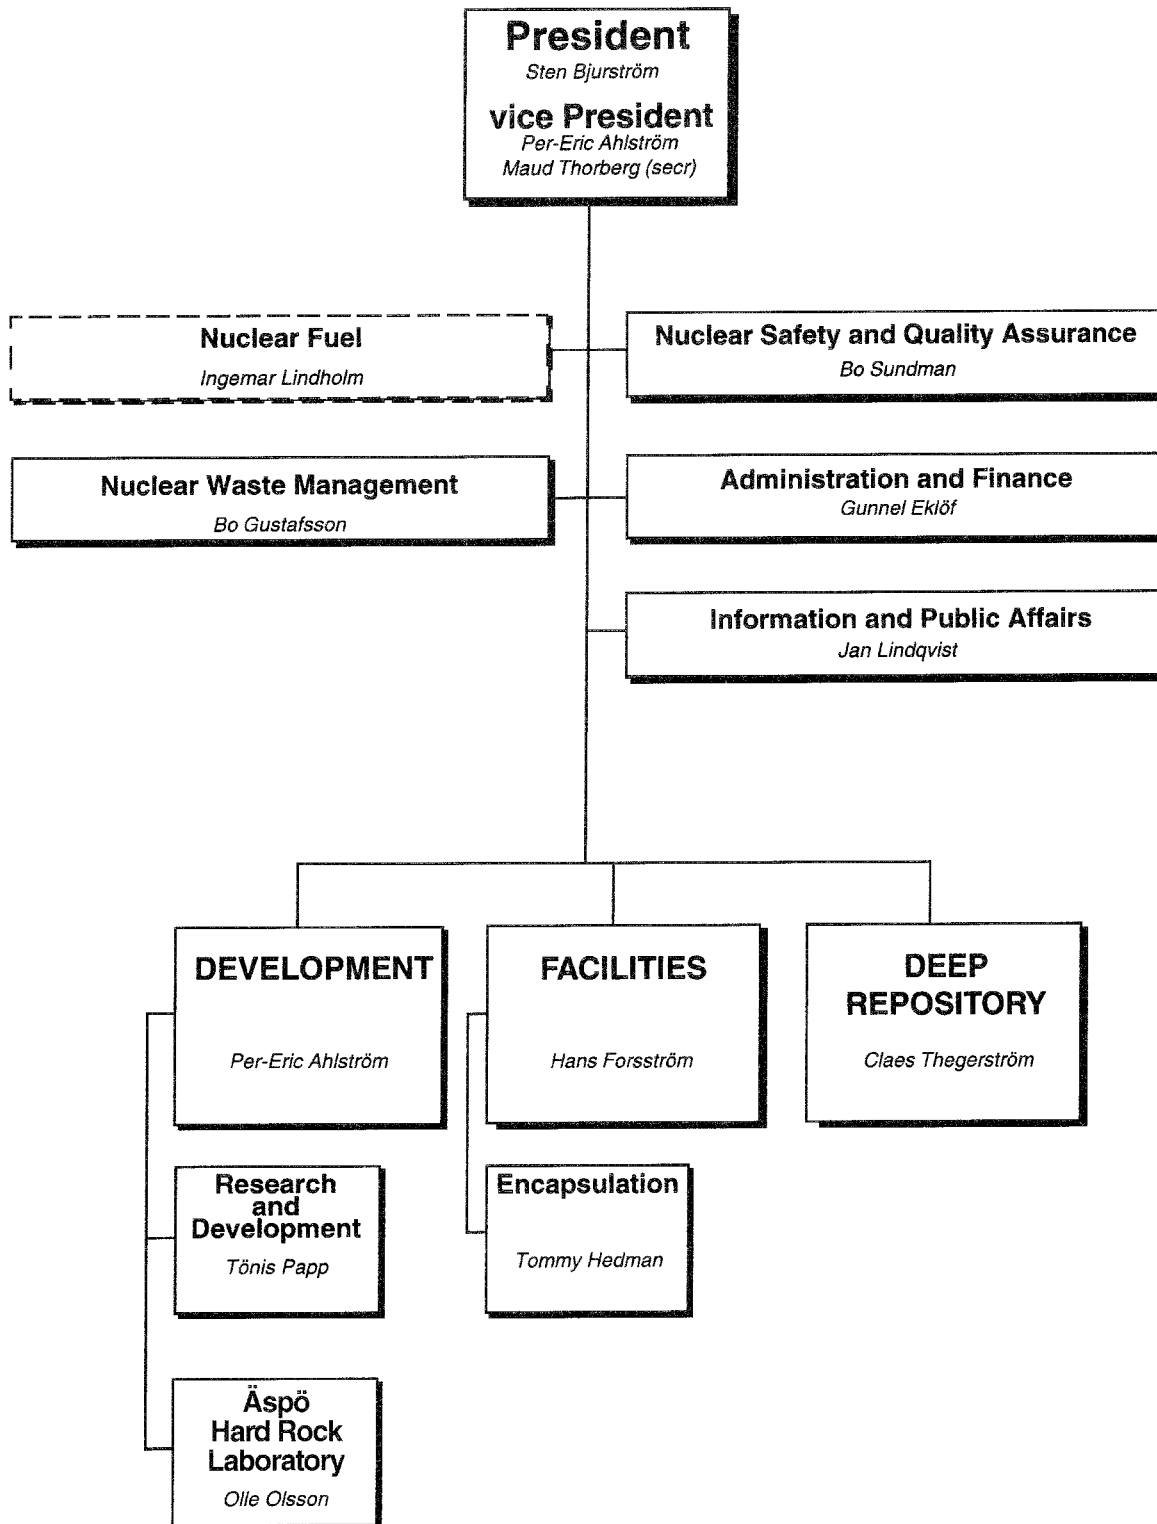 President
Sten Bjurström
vice President
Per-Eric Ahlström
Maud Thorberg (secr)
Nuclear Fuel
Ingemar Lindholm
Nuclear Safety and Quality Assurance
Bo Sundman
Nuclear Waste Management
Bo Gustafsson
Administration and Finance
Gunnel Eklöf
Information and Public Affairs
Jan Lindqvist
DEVELOPMENT
Per-Eric Ahlström
FACILITIES
Hans Forsström
DEEP
REPOSITORY
Claes Thegerström
Research
and
Development
Tönis Papp
Encapsulation
Tommy Hedman
Äspö
Hard Rock
Laboratory
Olle Olsson